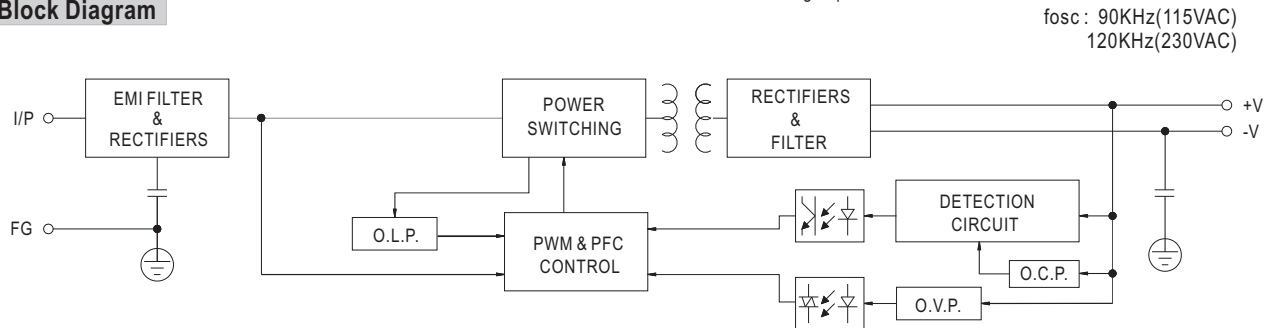 Block Diagram
fosc : 90KHz(115VAC)
120KHz(230VAC)
I/P
EMI FILTER
&
RECTIFIERS
POWER
SWITCHING
RECTIFIERS
&
FILTER
+V
-V
FG
O.L.P.
PWM & PFC
CONTROL
DETECTION
CIRCUIT
O.C.P.
O.V.P.